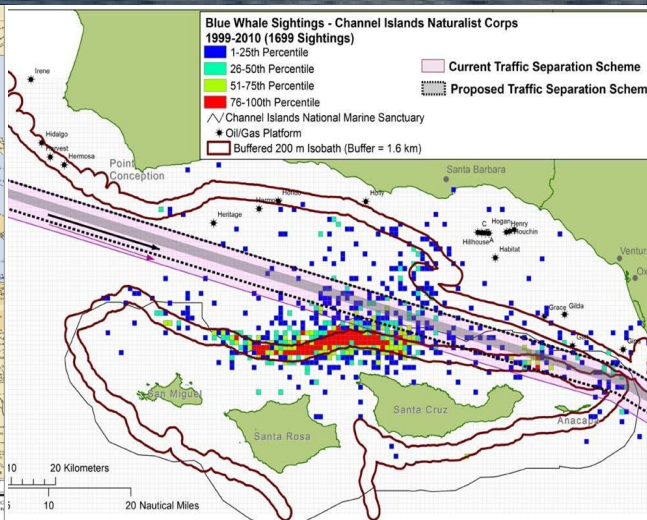 Blue Whale Sightings - Channel Islands Naturalist Corps
1999-2010 (1699 Sightings)
1-25th Percentile
26-50th Percentile
51-75th Percentile
76-100th Percentile
Channel Islands National Marine Sanctuary
Oil/Gas Platform
Buffered 200 m Isobath (Buffer = 1.6 km)
Current Traffic Separation Scheme
Proposed Traffic Separation Schem
Irene
Hidalgo
Harvest
Hermosa
Point
Conception
Heritage
Hondo
Holly
Santa Barbara
C
Hogan
Henry
Houchin
Hillhouse
A
Habitat
Ventur
Ox
Grace
Gilda
San Miguel
Santa Rosa
Santa Cruz
Anacapa
10
20 Kilometers
10
20 Nautical Miles